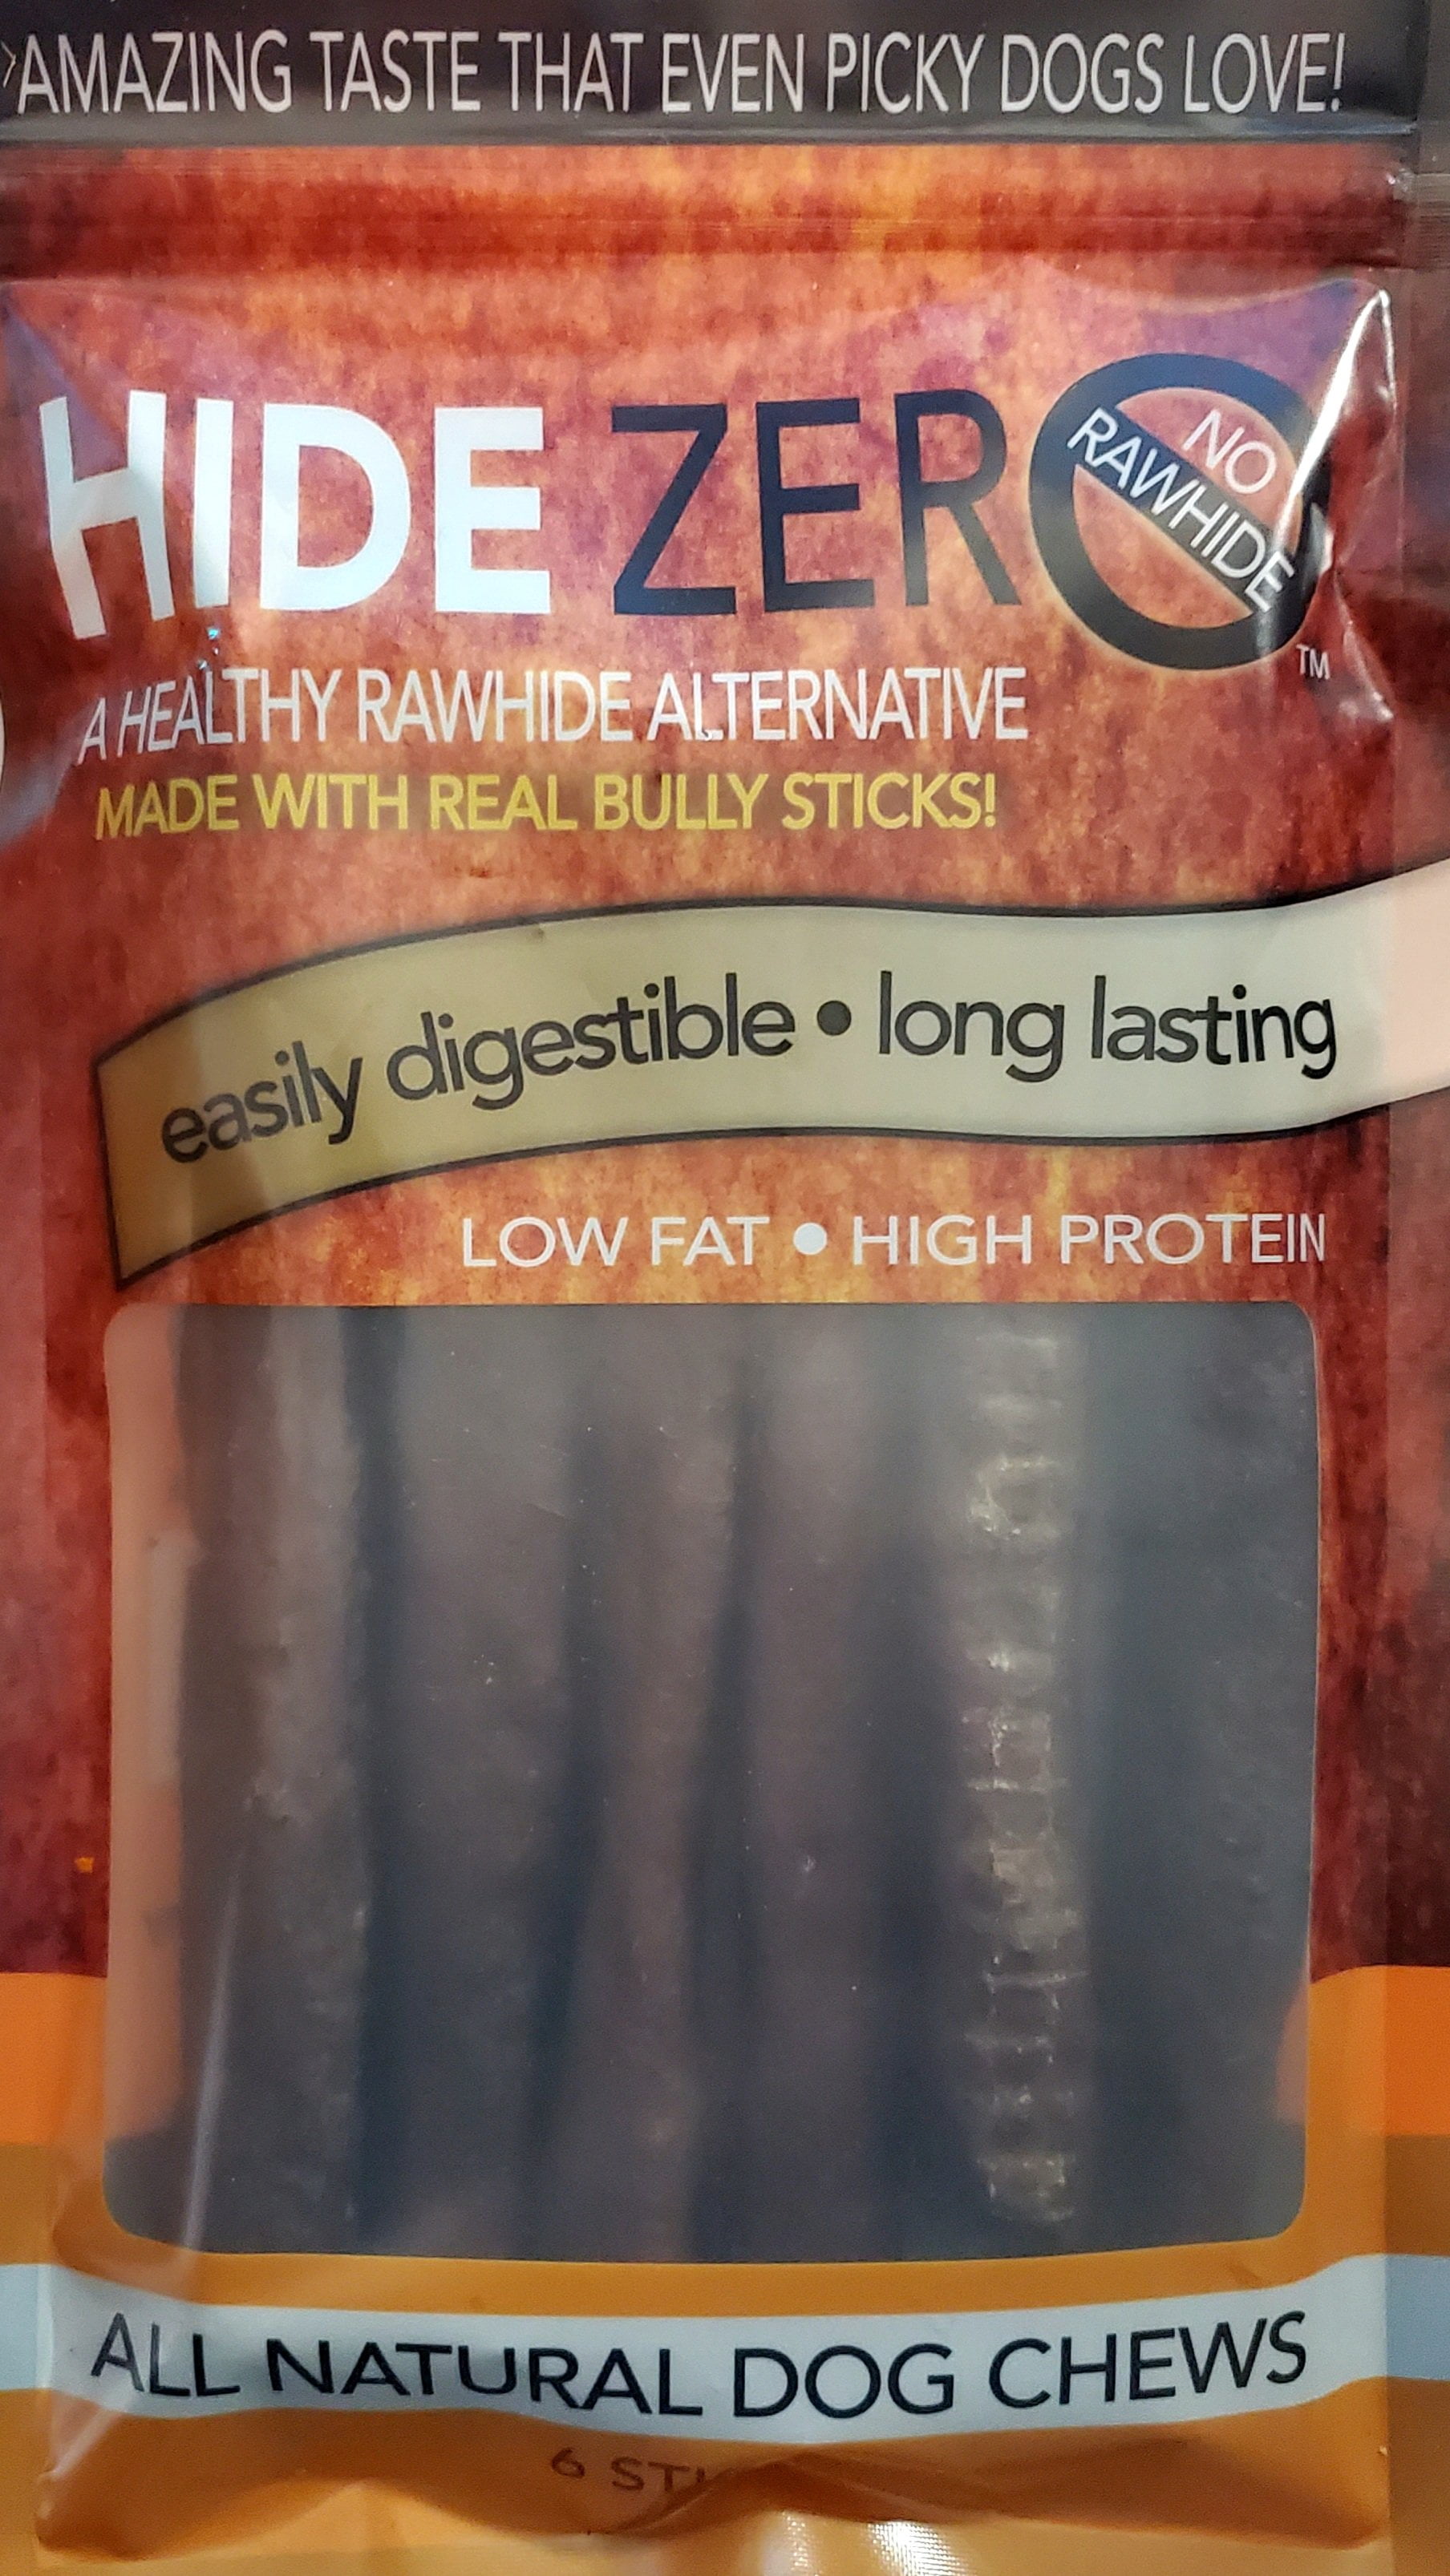 AMAZING TASTE THAT EVEN PICKY DOGS LOVE!
HIDE ZERO
NO
RAWHIDE
TM
A HEALTHY RAWHIDE ALTERNATIVE
MADE WITH REAL BULLY STICKS!
easily digestible • long lasting
LOW FAT • HIGH PROTEIN
ALL NATURAL DOG CHEWS
6